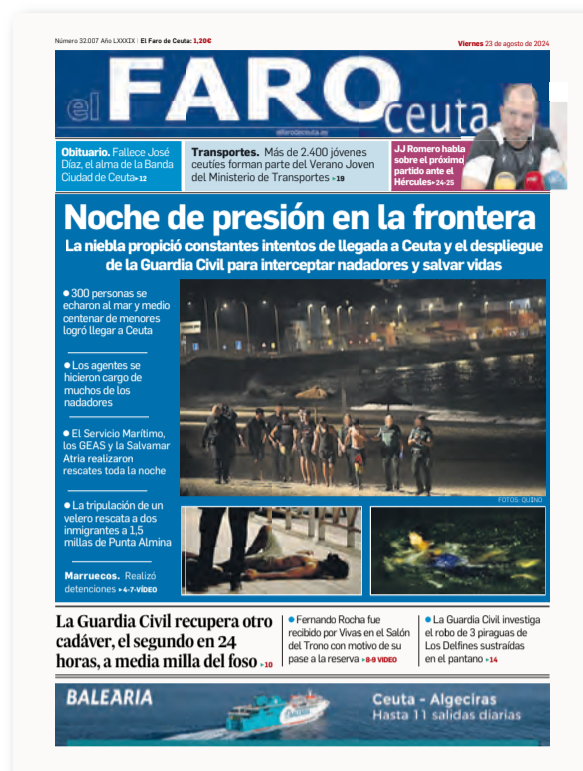 Número 32.007 Año LXXXIX | El Faro de Ceuta: 1,20€
Viernes 23 de agosto de 2024
el FARO ceuta
elfarodeceuta.es
Obituario. Fallece José
Díaz, el alma de la Banda
Ciudad de Ceuta ▸12
Transportes. Más de 2.400 jóvenes
ceutíes forman parte del Verano Joven
del Ministerio de Transportes ▸19
JJ Romero habla
sobre el próximo
partido ante el
Hércules ▸24-25
Noche de presión en la frontera
La niebla propició constantes intentos de llegada a Ceuta y el despliegue
de la Guardia Civil para interceptar nadadores y salvar vidas
● 300 personas se
echaron al mar y medio
centenar de menores
logró llegar a Ceuta
● Los agentes se
hicieron cargo de
muchos de los
nadadores
● El Servicio Marítimo,
los GEAS y la Salvamar
Atria realizaron
rescates toda la noche
● La tripulación de un
velero rescata a dos
inmigrantes a 1,5
millas de Punta Almina
Marruecos. Realizó
detenciones ▸4-7-VÍDEO
FOTOS: QUINO
La Guardia Civil recupera otro
cadáver, el segundo en 24
horas, a media milla del foso ▸10
● Fernando Rocha fue
recibido por Vivas en el Salón
del Trono con motivo de su
pase a la reserva ▸8-9 VIDEO
● La Guardia Civil investiga
el robo de 3 piraguas de
Los Delfines sustraídas
en el pantano ▸14
BALEARIA
BALEARIA
Ceuta - Algeciras
Hasta 11 salidas diarias